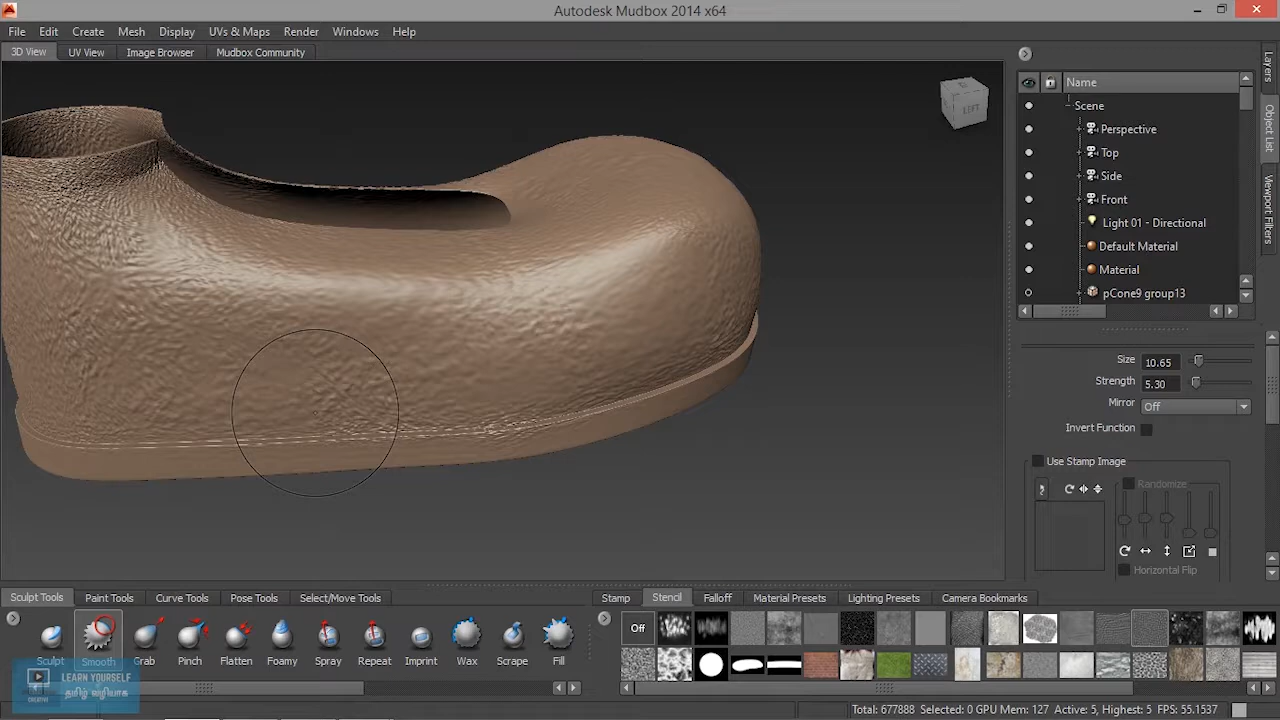 Autodesk Mudbox 2014 x64
File Edit Create Mesh Display UVs & Maps Render Windows Help
3D View UV View Image Browser Mudbox Community
LEFT
Name
Scene
Perspective
Top
Side
Front
Light 01 - Directional
Default Material
Material
pCone9 group13
Layers
Object List
Viewport Filters
Size 10.65
Strength 5.30
Mirror Off
Invert Function
Use Stamp Image
Randomize
Horizontal Flip
Sculpt Tools Paint Tools Curve Tools Pose Tools Select/Move Tools
Stamp Stencil Falloff Material Presets Lighting Presets Camera Bookmarks
Off
Sculpt Smooth Grab Pinch Flatten Foamy Spray Repeat Imprint Wax Scrape Fill
LEARN YOURSELF
தமிழ் வழியாக
CREATIVE
Total: 677888 Selected: 0 GPU Mem: 127 Active: 5, Highest: 5 FPS: 55.1537